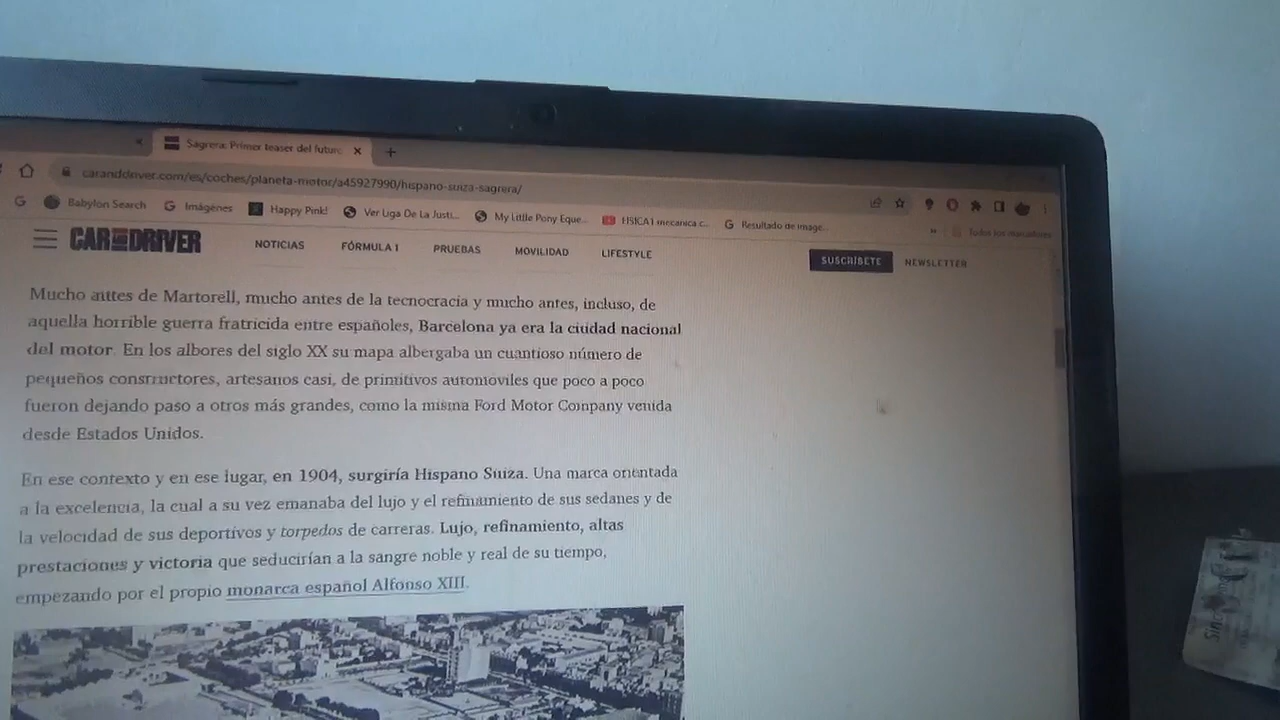 Sagrera: Primer teaser del futuro
caranddriver.com/es/coches/planeta-motor/a45927990/hispano-suiza-sagrera/
Babylon Search
Imágenes
Happy Pink!
Ver Liga De La Justi...
My Little Pony Eque...
FISICA I mecanica c...
Resultado de image...
Todos los marcadores
CAR AND DRIVER
NOTICIAS
FÓRMULA 1
PRUEBAS
MOVILIDAD
LIFESTYLE
SUSCRÍBETE
NEWSLETTER
Mucho antes de Martorell, mucho antes de la tecnocracia y mucho antes, incluso, de
aquella horrible guerra fratricida entre españoles, Barcelona ya era la ciudad nacional
del motor. En los albores del siglo XX su mapa albergaba un cuantioso número de
pequeños constructores, artesanos casi, de primitivos automóviles que poco a poco
fueron dejando paso a otros más grandes, como la misma Ford Motor Company venida
desde Estados Unidos.
En ese contexto y en ese lugar, en 1904, surgiría Hispano Suiza. Una marca orientada
a la excelencia, la cual a su vez emanaba del lujo y el refinamiento de sus sedanes y de
la velocidad de sus deportivos y torpedos de carreras. Lujo, refinamiento, altas
prestaciones y victoria que seducirían a la sangre noble y real de su tiempo,
empezando por el propio monarca español Alfonso XIII.